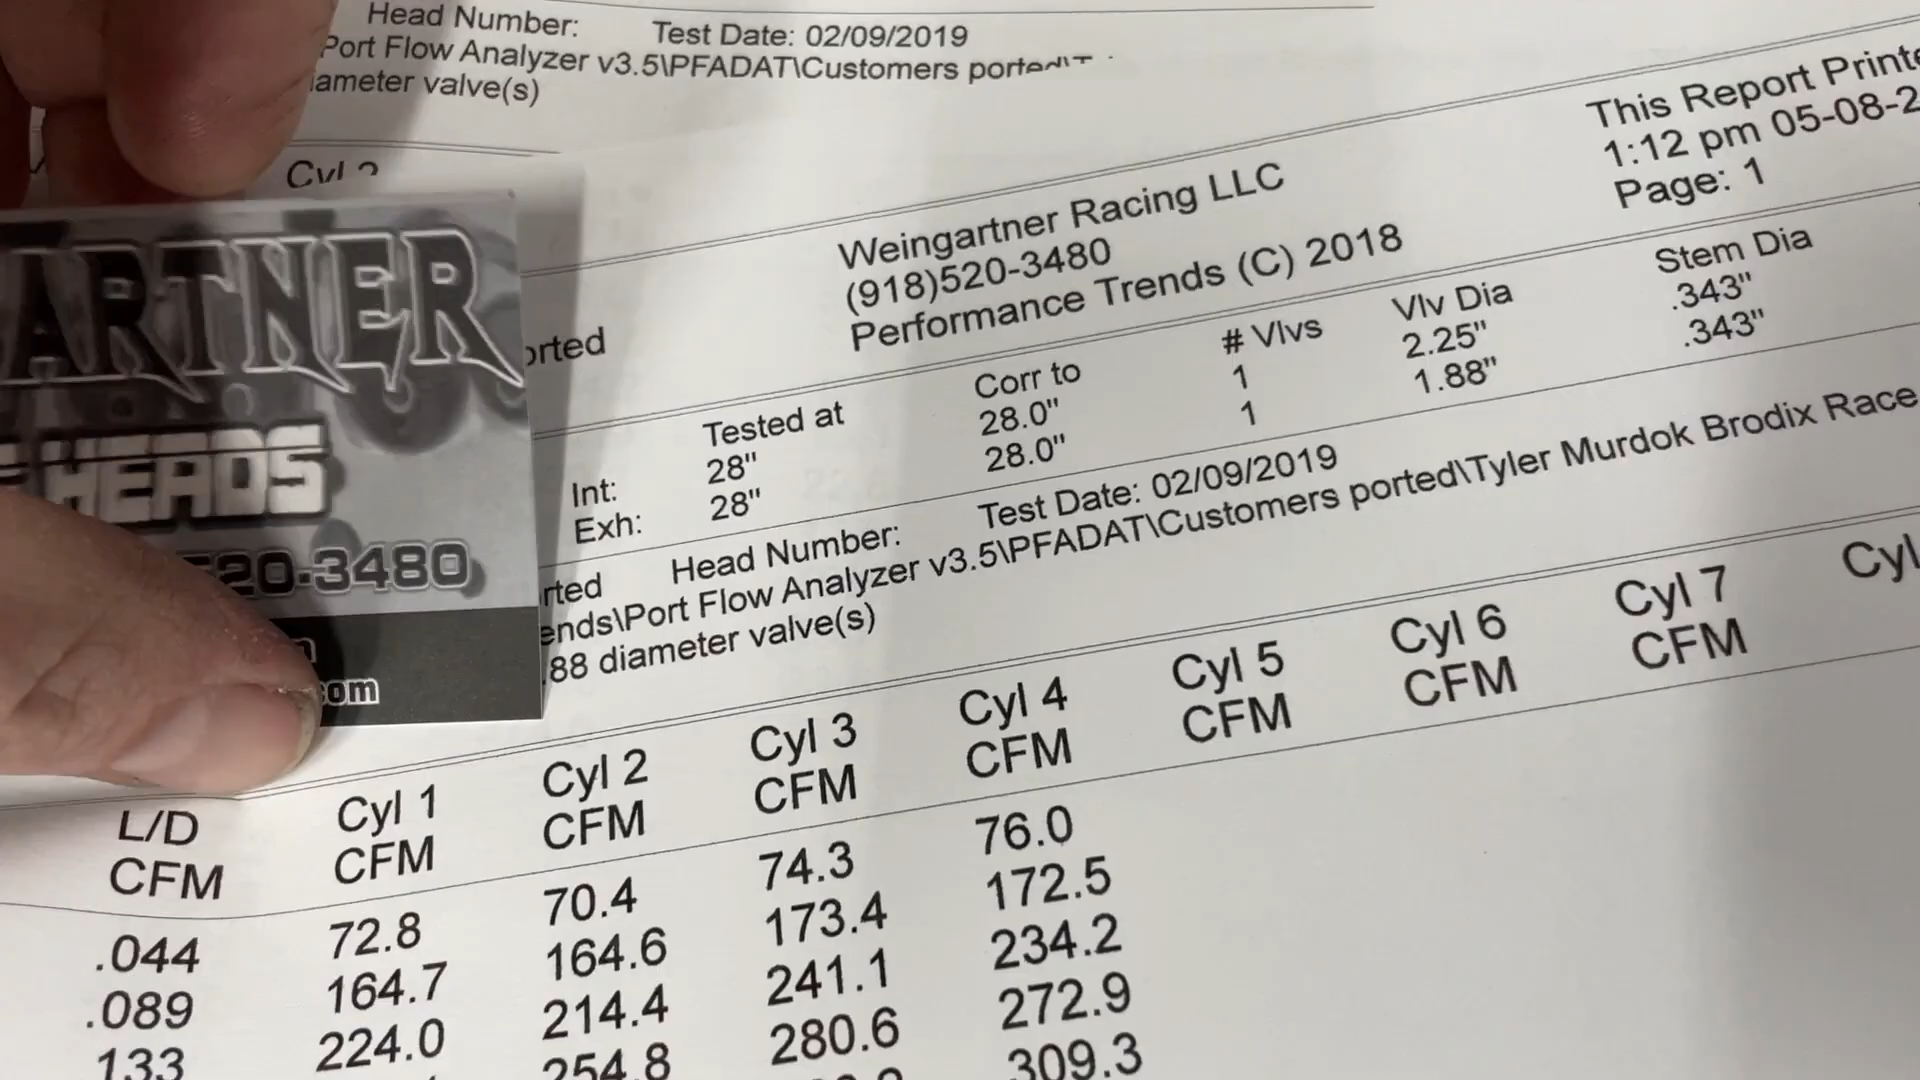 Head Number: Test Date: 02/09/2019
Port Flow Analyzer v3.5\PFADAT\Customers ported\
iameter valve(s)
Cyl 2
ARTNER
HEADS
520-3480
com
orted
Weingartner Racing LLC
(918)520-3480
Performance Trends (C) 2018
This Report Printe
1:12 pm 05-08-2
Page: 1
Tested at Corr to # Vlvs Vlv Dia Stem Dia
Int: 28" 28.0" 1 2.25" .343"
Exh: 28" 28.0" 1 1.88" .343"
rted Head Number: Test Date: 02/09/2019
ends\Port Flow Analyzer v3.5\PFADAT\Customers ported\Tyler Murdok Brodix Race
.88 diameter valve(s)
L/D Cyl 1 Cyl 2 Cyl 3 Cyl 4 Cyl 5 Cyl 6 Cyl 7 Cyl
CFM CFM CFM CFM CFM CFM CFM CFM
.044 72.8 70.4 74.3 76.0
.089 164.7 164.6 173.4 172.5
133 224.0 214.4 241.1 234.2
254.8 280.6 272.9
309.3